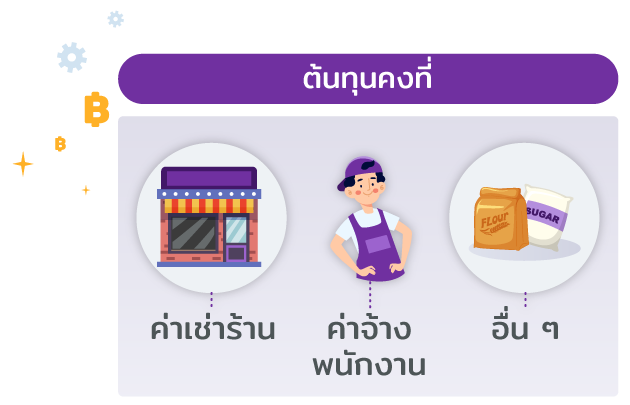 ต้นทุนคงที่
฿
฿
FLOUR
SUGAR
ค่าเช่าร้าน
ค่าจ้าง
พนักงาน
อื่น ๆ